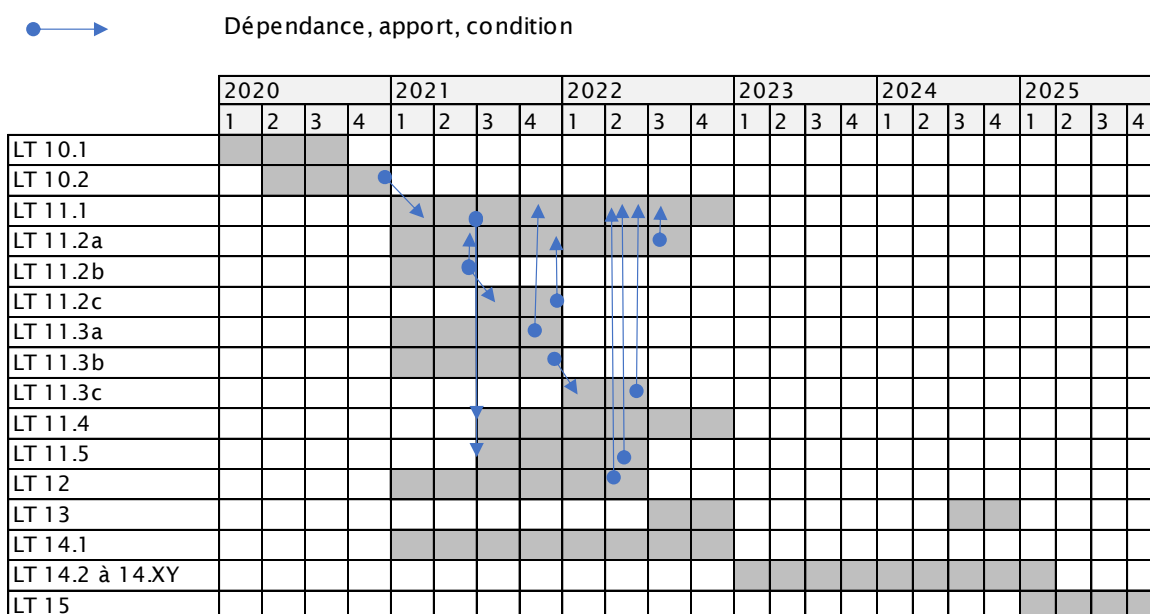 Dépendance, apport, condition
2020 2021 2022 2023 2024 2025
1 2 3 4 1 2 3 4 1 2 3 4 1 2 3 4 1 2 3 4 1 2 3 4
LT 10.1
LT 10.2
LT 11.1
LT 11.2a
LT 11.2b
LT 11.2c
LT 11.3a
LT 11.3b
LT 11.3c
LT 11.4
LT 11.5
LT 12
LT 13
LT 14.1
LT 14.2 à 14.XY
LT 15